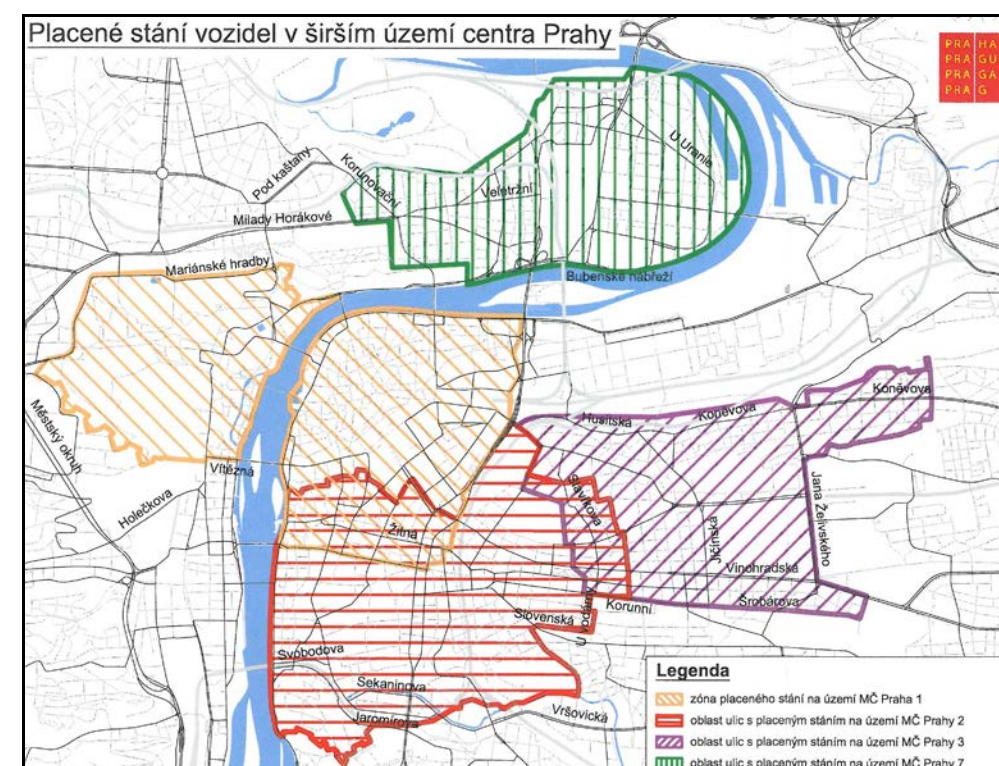 Placené stání vozidel v širším území centra Prahy
PRA HA
PRA GU
PRA GA
PRA G
U Uranie
Pod kaštany
Korunovační
Veletržní
Milady Horákové
Mariánské hradby
Bubenské nábřeží
Koněvova
Husitská
Koněvova
Městský okruh
Vítězná
Holečkova
Slavíkova
Jana Želivského
Žitná
Jičínská
Vinohradská
Šrobárova
Korunní
U vodárny
Slovenská
Svobodova
Sekaninova
Jaromírova
Vršovická
Legenda
zóna placeného stání na území MČ Praha 1
oblast ulic s placeným stáním na území MČ Prahy 2
oblast ulic s placeným stáním na území MČ Prahy 3
oblast ulic s placeným stáním na území MČ Prahy 7